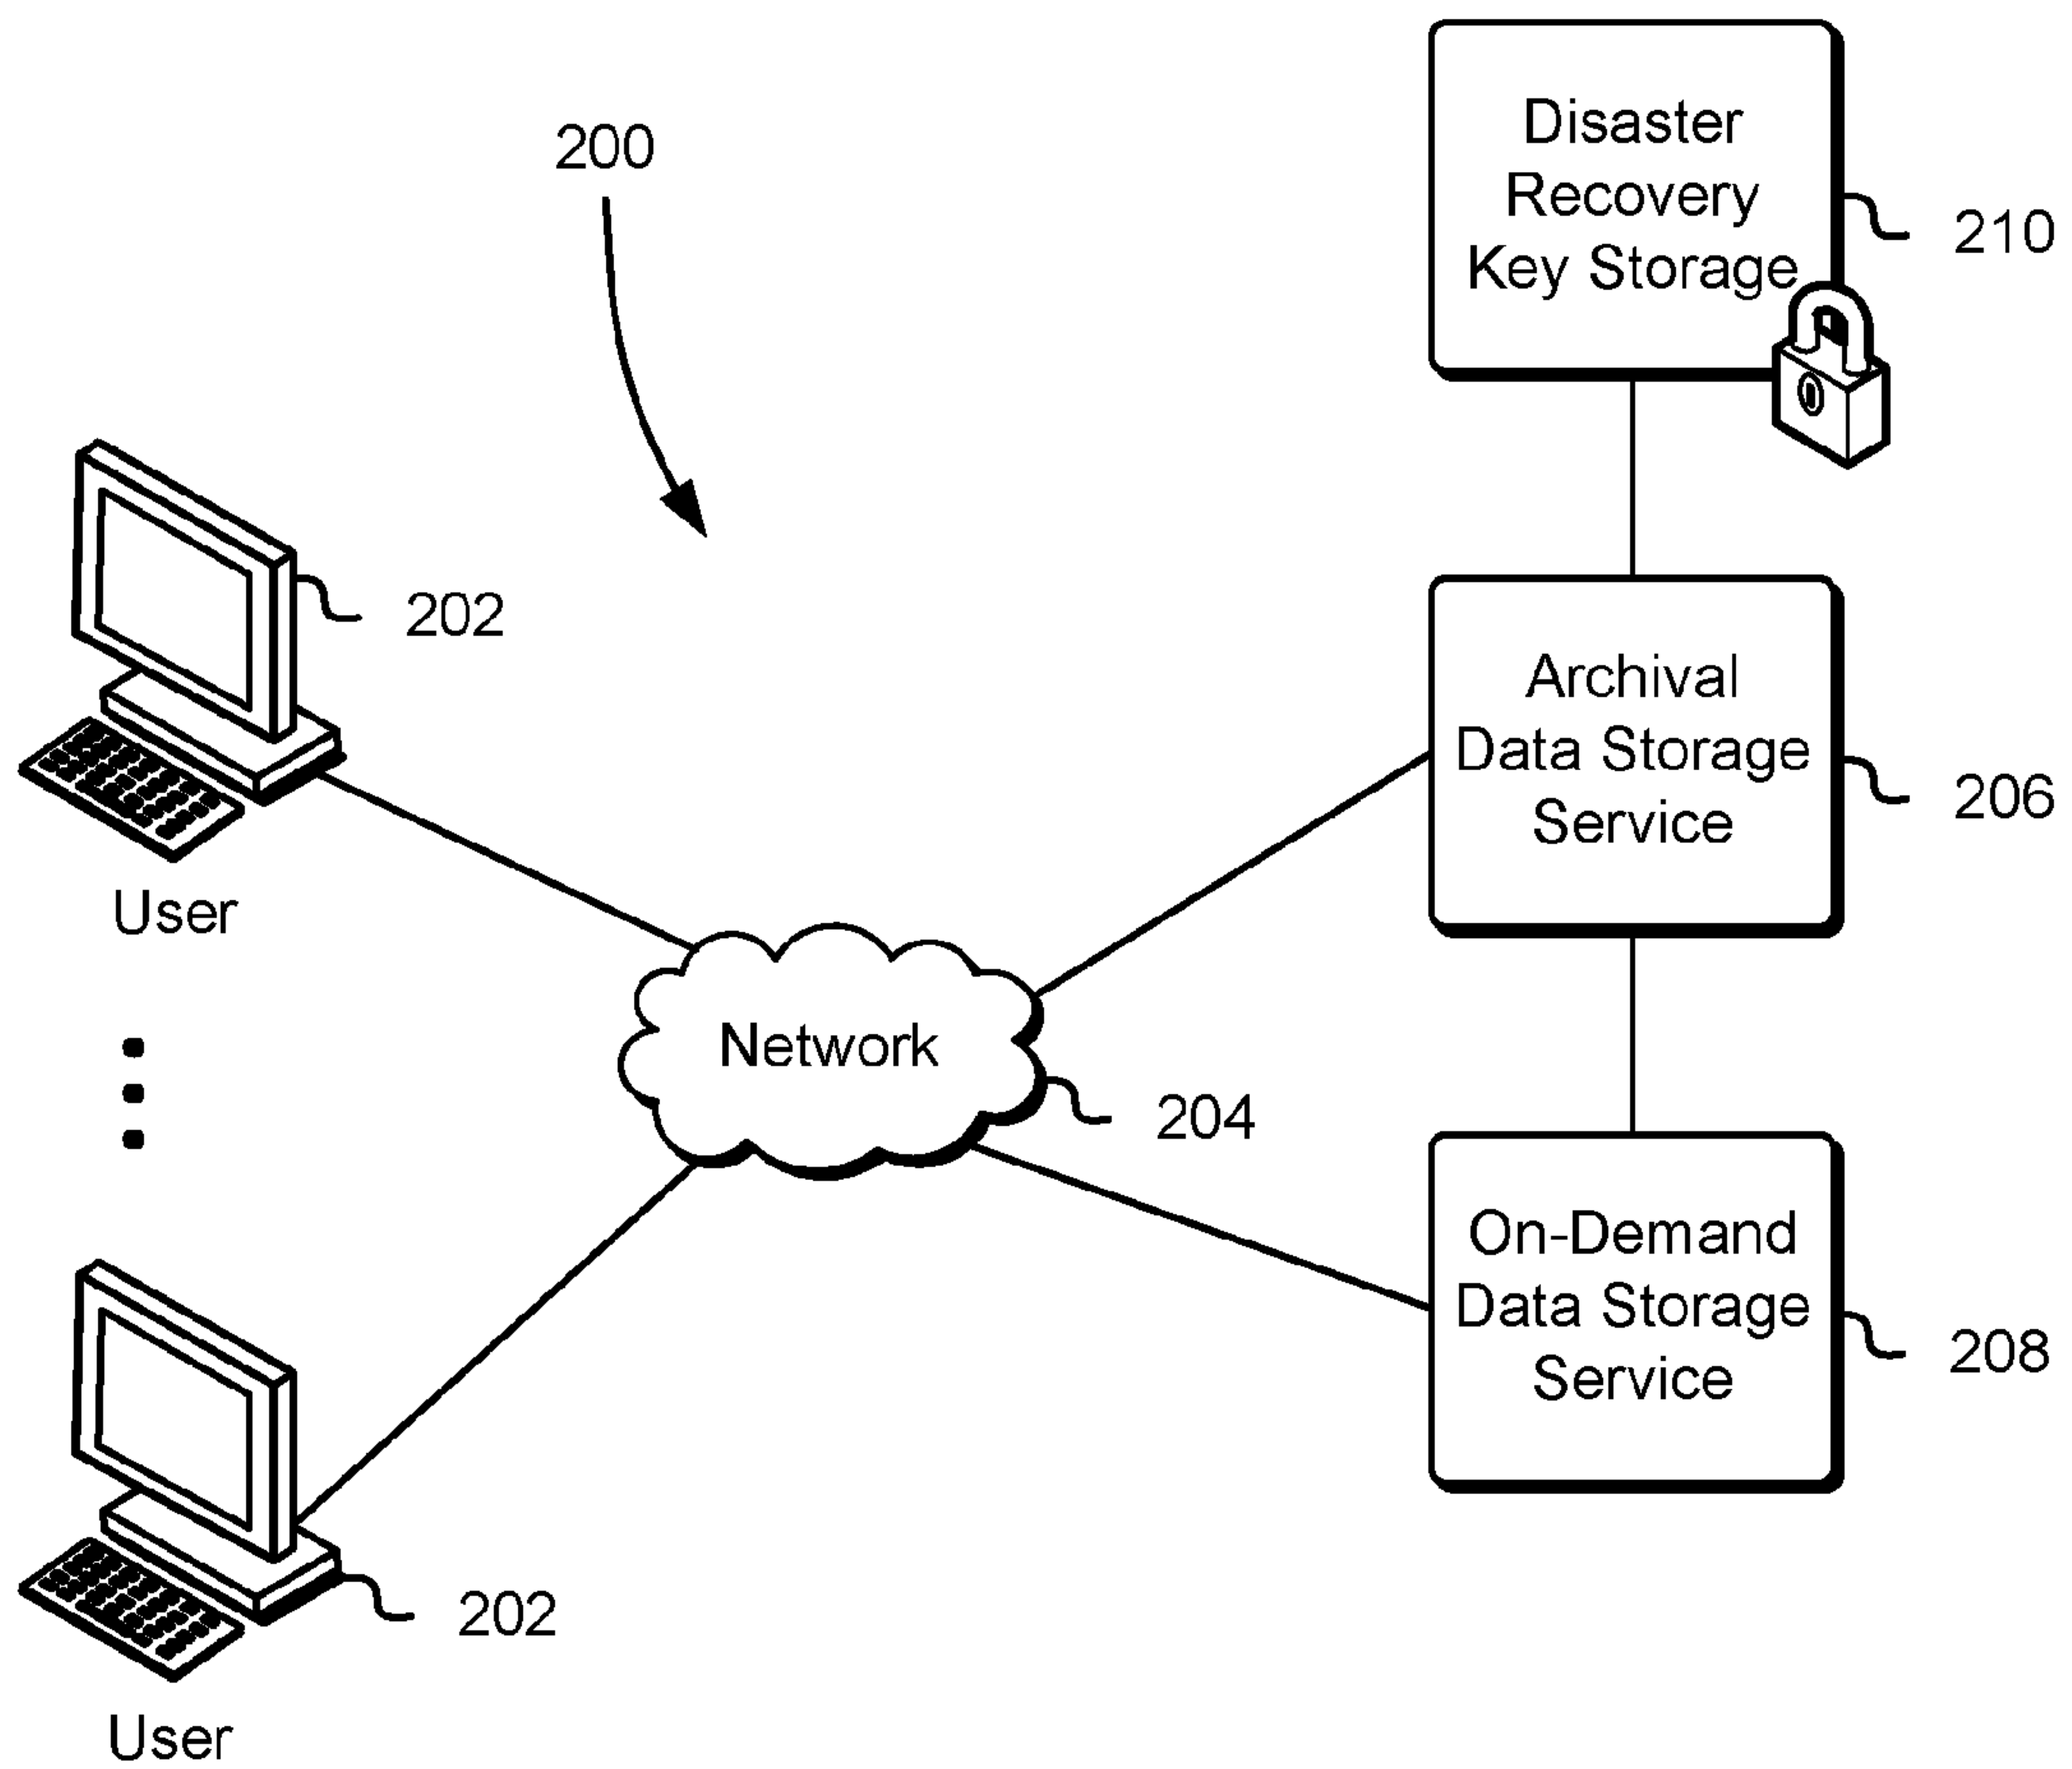 200
Disaster
Recovery
Key Storage
210
202
User
Archival
Data Storage
Service
206
Network
204
On-Demand
Data Storage
Service
208
202
User